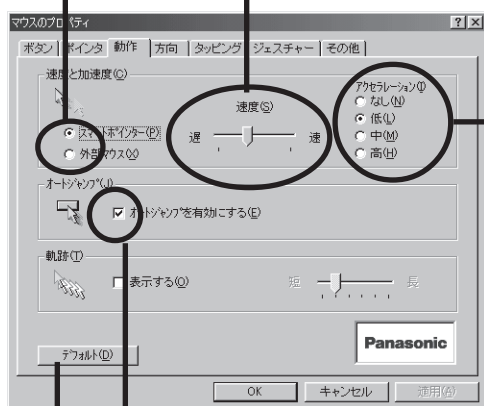 マウスのプロパティ
ボタン ポインタ 動作 方向 タッピング ジェスチャー その他
速度と加速度(C)
スマートポインター(P)
外部マウス(X)
速度(S)
遅 速
アクセラレーション(I)
なし(N)
低(L)
中(M)
高(H)
オートジャンプ(J)
オートジャンプを有効にする(E)
軌跡(T)
表示する(O)
短 長
デフォルト(D)
Panasonic
OK キャンセル 適用(A)